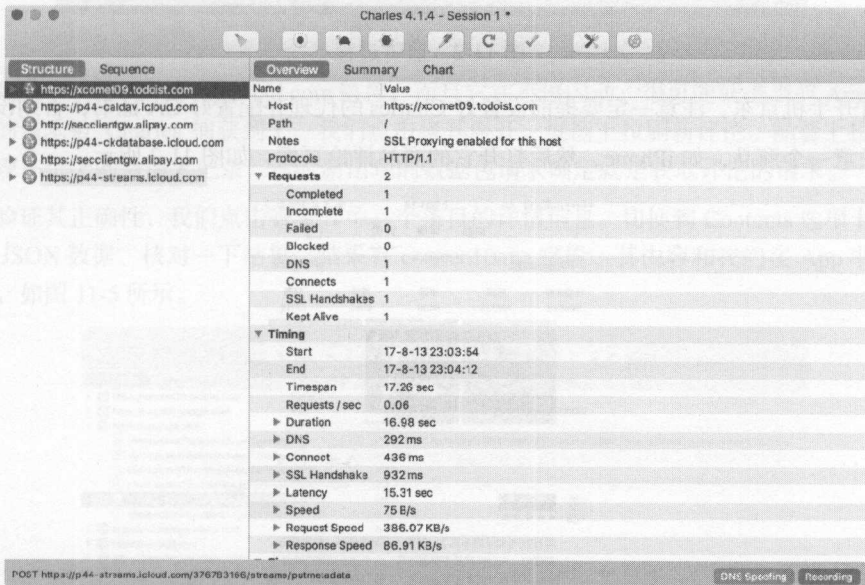 Charles 4.1.4 - Session 1 *
Structure Sequence
https://xcomet09.todoist.com
https://p44-caldav.icloud.com
http://secclientgw.alipay.com
https://p44-ckdatabase.icloud.com
https://secclientgw.alipay.com
https://p44-streams.icloud.com
Overview Summary Chart
Name Value
Host https://xcomet09.todoist.com
Path /
Notes SSL Proxying enabled for this host
Protocols HTTP/1.1
Requests 2
Completed 1
Incomplete 1
Failed 0
Blocked 0
DNS 1
Connects 1
SSL Handshakes 1
Kept Alive 1
Timing
Start 17-8-13 23:03:54
End 17-8-13 23:04:12
Timespan 17.26 sec
Requests / sec 0.06
Duration 16.98 sec
DNS 292 ms
Connect 436 ms
SSL Handshake 932 ms
Latency 15.31 sec
Speed 75 B/s
Request Speed 386.07 KB/s
Response Speed 86.91 KB/s
POST https://p44-streams.icloud.com/376783166/streams/putmetadata
DNS Spoofing Recording